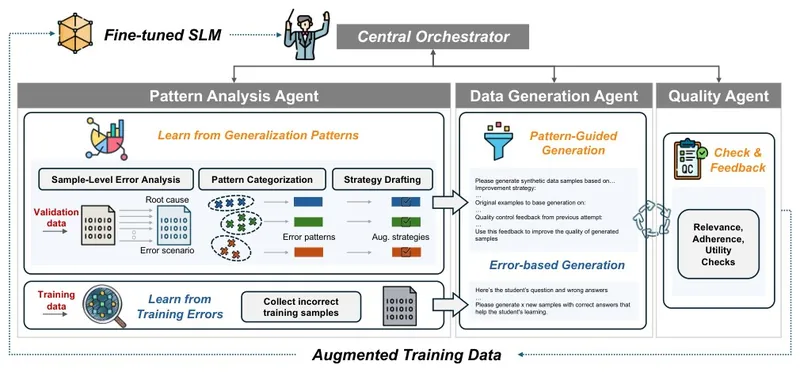 Fine-tuned SLM
Central Orchestrator
Pattern Analysis Agent
Learn from Generalization Patterns
Sample-Level Error Analysis
Pattern Categorization
Strategy Drafting
Validation
data
Root cause
Error scenario
Error patterns
Aug. strategies
Training
data
Learn from
Training Errors
Collect incorrect
training samples
Data Generation Agent
Pattern-Guided
Generation
Please generate synthetic data samples based on…
Improvement strategy:
…
Original examples to base generation on:
…
Quality control feedback from previous attempt:
…
Use this feedback to improve the quality of generated
samples
Error-based Generation
Here's the student's question and wrong answers
…
Please generate n new samples with correct answers that
help the student's learning.
Quality Agent
QC
Check &
Feedback
Relevance,
Adherence,
Utility
Checks
Augmented Training Data